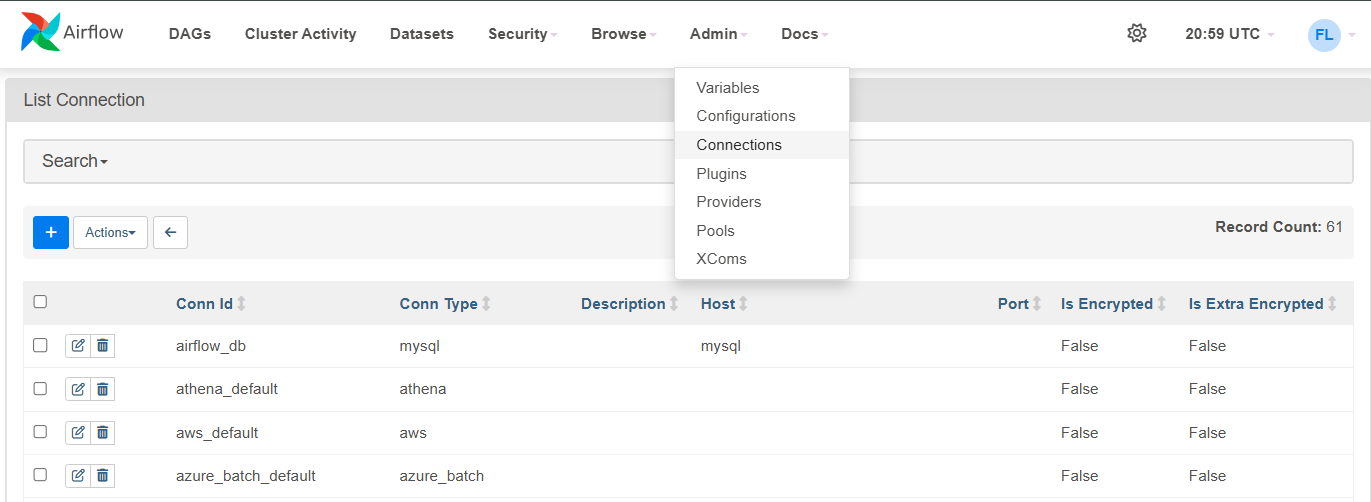 Airflow DAGs Cluster Activity Datasets Security Browse Admin Docs 20:59 UTC FL
Variables
Configurations
Connections
Plugins
Providers
Pools
XComs
List Connection
Search
+ Actions Record Count: 61
Conn Id Conn Type Description Host Port Is Encrypted Is Extra Encrypted
airflow_db mysql mysql False False
athena_default athena False False
aws_default aws False False
azure_batch_default azure_batch False False